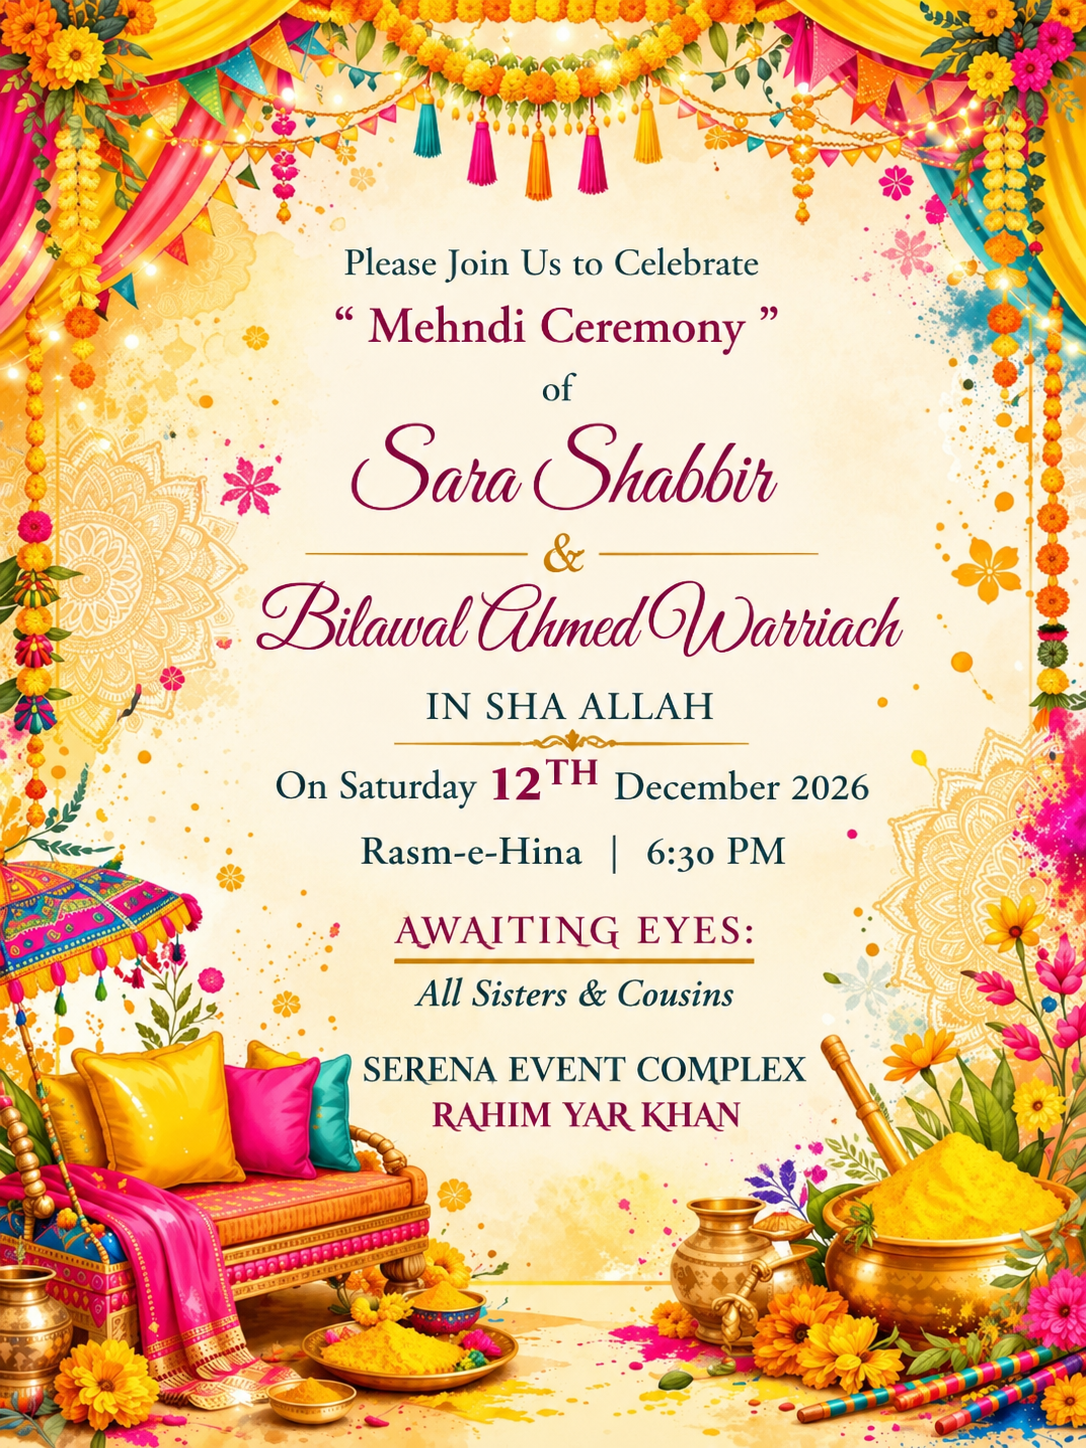 Please Join Us to Celebrate
“ Mehndi Ceremony ”
of
Sara Shabbir
&
Bilawal Ahmed Warriach
IN SHA ALLAH
On Saturday 12TH December 2026
Rasm-e-Hina | 6:30 PM
AWAITING EYES:
All Sisters & Cousins
SERENA EVENT COMPLEX
RAHIM YAR KHAN